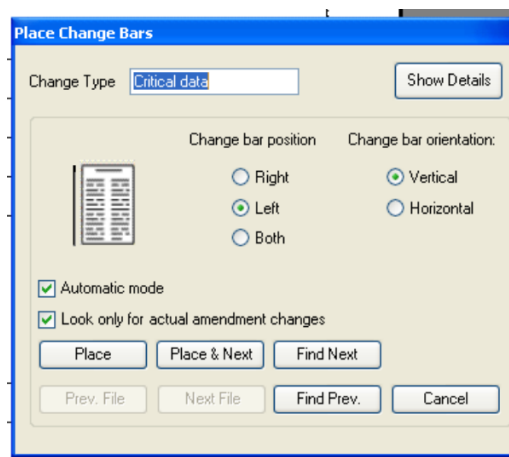 Place Change Bars
Change Type Critical data Show Details
Change bar position Change bar orientation:
Right Vertical
Left Horizontal
Both
Automatic mode
Look only for actual amendment changes
Place Place & Next Find Next
Prev. File Next File Find Prev. Cancel